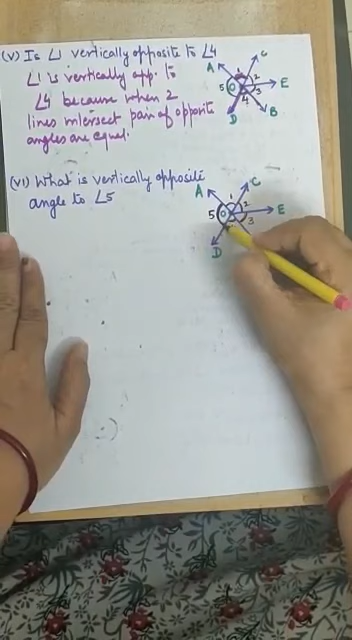 (V) Is ∠1 vertically opposite to ∠4
∠1 is vertically opp. to
∠4 because when 2
lines intersect pair of opposite
angles are equal.
A C
1 2
5 O 3 E
4
D B
(VI) What is vertically opposite
angle to ∠5
A C
1 2
5 O E
3
D